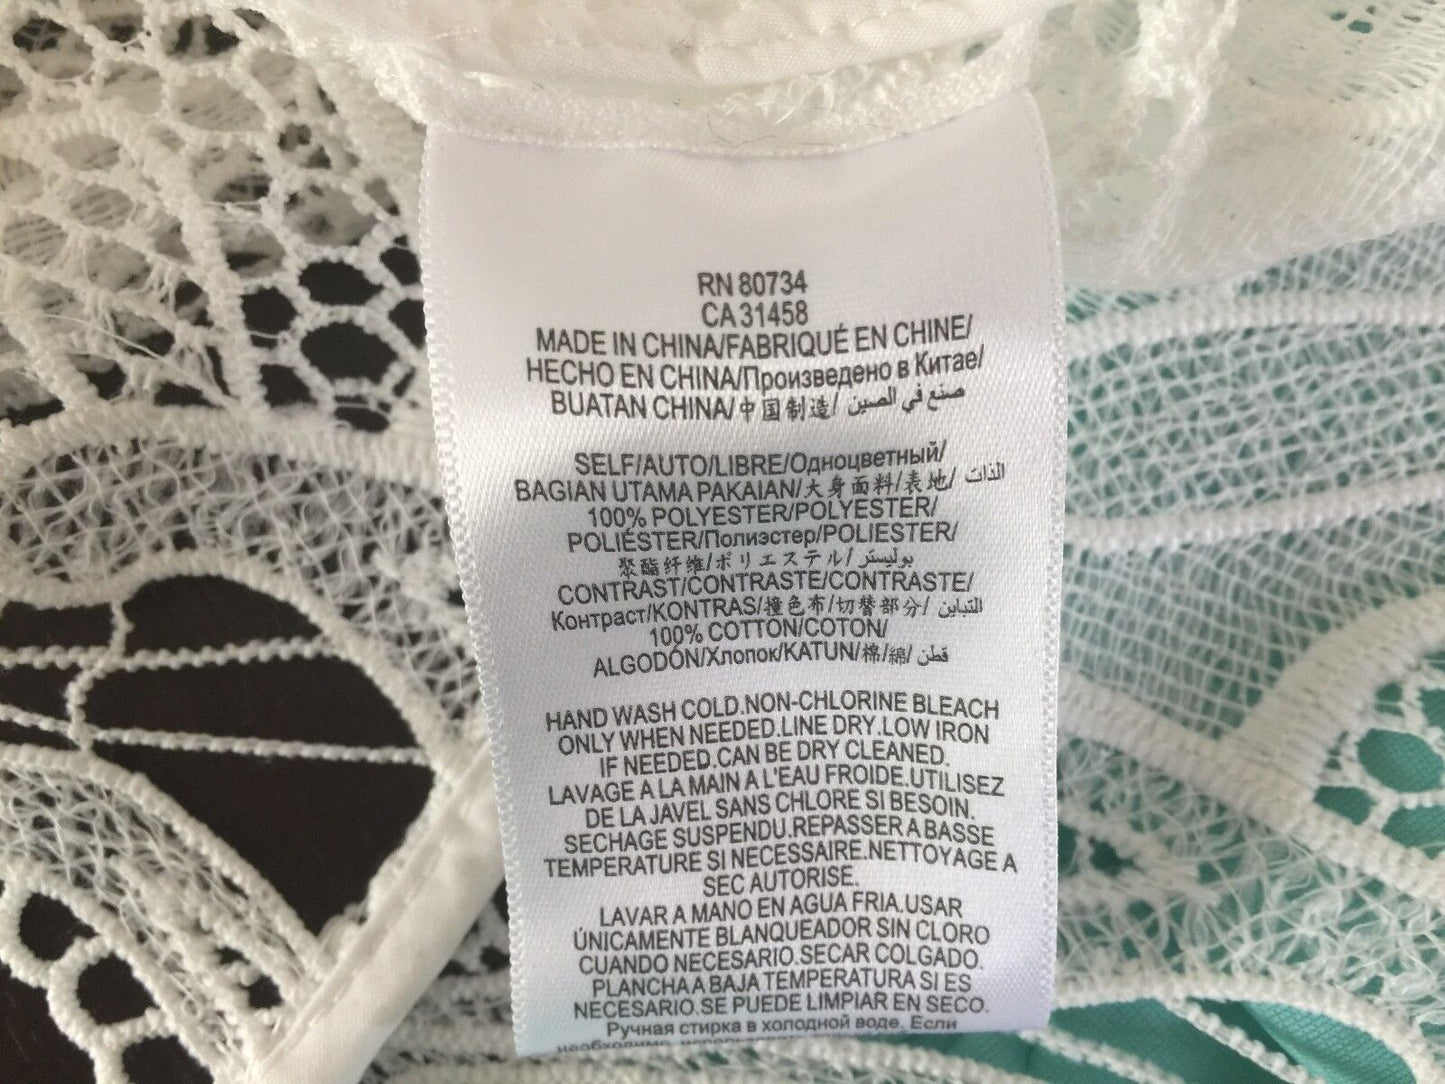 RN 80734
CA 31458
MADE IN CHINA/FABRIQUÉ EN CHINE/
HECHO EN CHINA/Произведено в Китае/
BUATAN CHINA/中国制造/ صنع في الصين
SELF/AUTO/LIBRE/Одноцветный/
BAGIAN UTAMA PAKAIAN/大身面料/表地/ الذات
100% POLYESTER/POLYESTER/
POLIÉSTER/Полиэстер/POLIESTER/
聚酯纤维/ポリエステル/ بوليستر
CONTRAST/CONTRASTE/CONTRASTE/
Контраст/KONTRAS/撞色布/切替部分/ التباين
100% COTTON/COTON/
ALGODÓN/Хлопок/KATUN/棉/綿/ قطن
HAND WASH COLD.NON-CHLORINE BLEACH
ONLY WHEN NEEDED.LINE DRY.LOW IRON
IF NEEDED.CAN BE DRY CLEANED.
LAVAGE A LA MAIN A L'EAU FROIDE.UTILISEZ
DE LA JAVEL SANS CHLORE SI BESOIN.
SECHAGE SUSPENDU.REPASSER A BASSE
TEMPERATURE SI NECESSAIRE.NETTOYAGE A
SEC AUTORISE.
LAVAR A MANO EN AGUA FRIA.USAR
ÚNICAMENTE BLANQUEADOR SIN CLORO
CUANDO NECESARIO.SECAR COLGADO.
PLANCHA A BAJA TEMPERATURA SI ES
NECESARIO.SE PUEDE LIMPIAR EN SECO.
Ручная стирка в холодной воде. Если
необходимо,